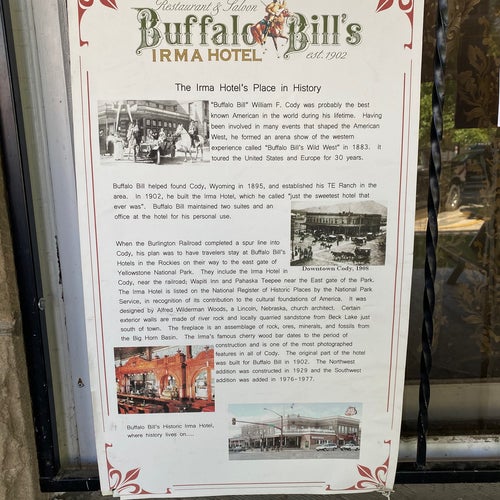 Restaurant & Saloon
Buffalo Bill's
IRMA HOTEL
est. 1902
The Irma Hotel's Place in History
"Buffalo Bill" William F. Cody was probably the best
known American in the world during his lifetime. Having
been involved in many events that shaped the American
West, he formed an arena show of the western
experience called "Buffalo Bill's Wild West" in 1883. It
toured the United States and Europe for 30 years.
Buffalo Bill helped found Cody, Wyoming in 1895, and established his TE Ranch in the
area. In 1902, he built the Irma Hotel, which he called "just the sweetest hotel that
ever was". Buffalo Bill maintained two suites and an
office at the hotel for his personal use.
Downtown Cody, 1908
When the Burlington Railroad completed a spur line into
Cody, his plan was to have travelers stay at Buffalo Bill's
Hotels in the Rockies on their way to the east gate of
Yellowstone National Park. They include the Irma Hotel in
Cody, near the railroad; Wapiti Inn and Pahaska Teepee near the East gate of the Park.
The Irma Hotel is listed on the National Register of Historic Places by the National Park
Service, in recognition of its contribution to the cultural foundations of America. It was
designed by Alfred Wilderman Woods, a Lincoln, Nebraska, church architect. Certain
exterior walls are made of river rock and locally quarried sandstone from Beck Lake just
south of town. The fireplace is an assemblage of rock, ores, minerals, and fossils from
the Big Horn Basin. The Irma's famous cherry wood bar dates to the period of
construction and is one of the most photographed
features in all of Cody. The original part of the hotel
was built for Buffalo Bill in 1902. The Northwest
addition was constructed in 1929 and the Southwest
addition was added in 1976-1977.
Buffalo Bill's Historic Irma Hotel,
where history lives on....